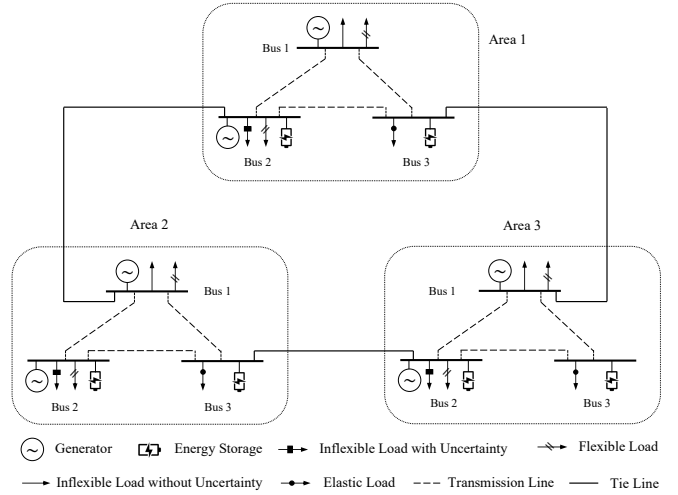 Area 1
Bus 1
Bus 2
Bus 3
Area 2
Area 3
Bus 1
Bus 1
Bus 2
Bus 3
Bus 2
Bus 3
Generator
Energy Storage
Inflexible Load with Uncertainty
Flexible Load
Inflexible Load without Uncertainty
Elastic Load
Transmission Line
Tie Line